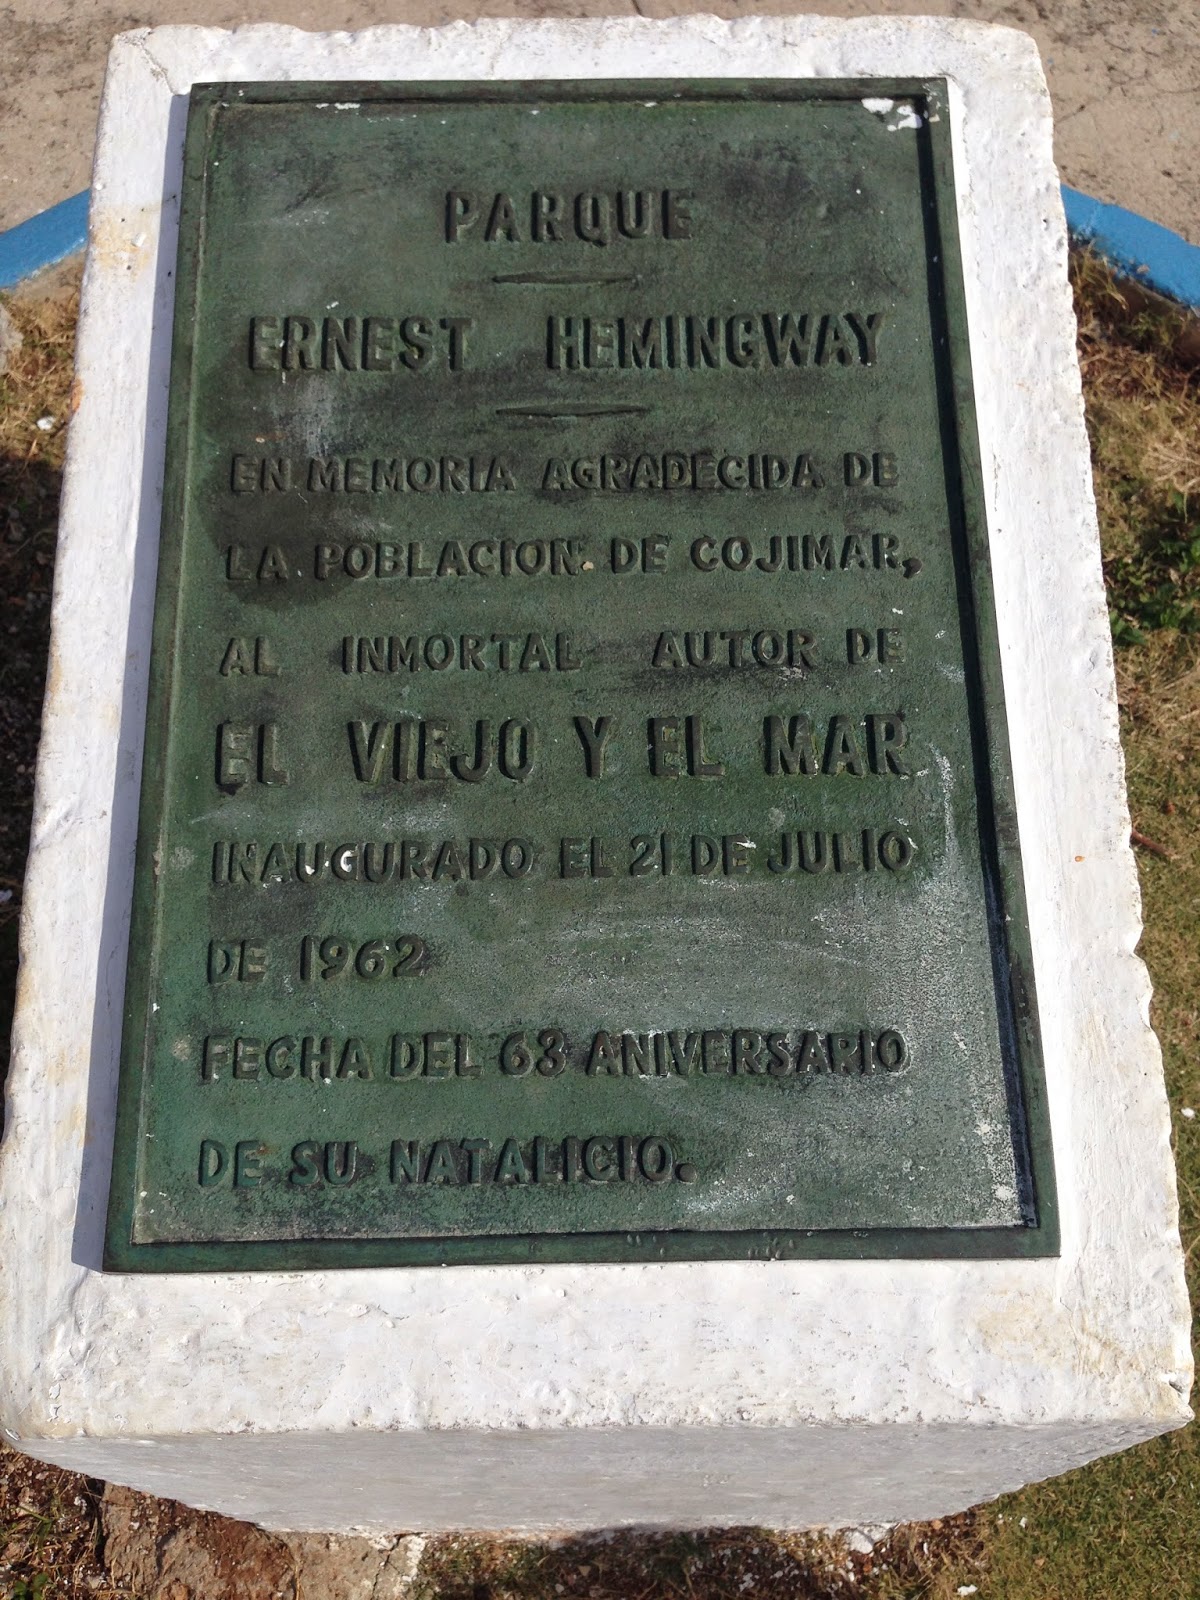 PARQUE
ERNEST HEMINGWAY
EN MEMORIA AGRADECIDA DE
LA POBLACION DE COJIMAR,
AL INMORTAL AUTOR DE
EL VIEJO Y EL MAR
INAUGURADO EL 21 DE JULIO
DE 1962
FECHA DEL 63 ANIVERSARIO
DE SU NATALICIO.